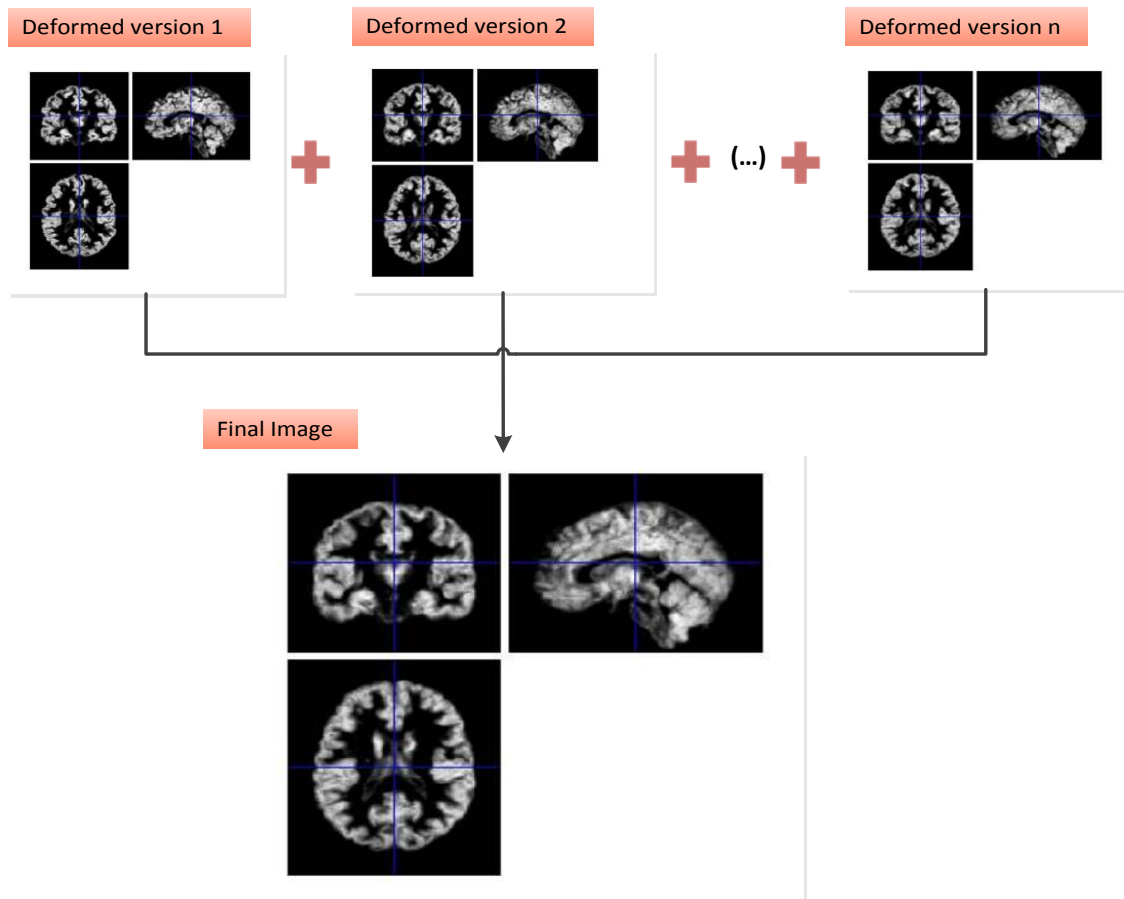 Deformed version 1
Deformed version 2
Deformed version n
(...)
Final Image